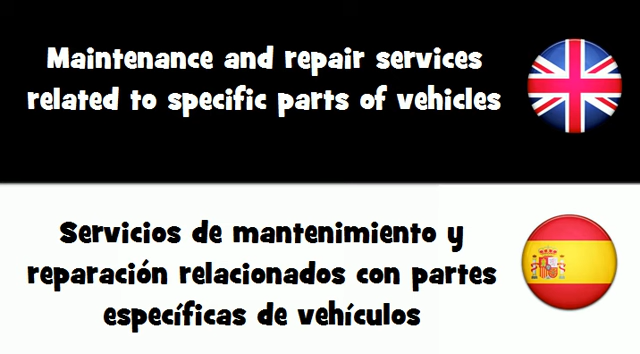 Maintenance and repair services
related to specific parts of vehicles
Servicios de mantenimiento y
reparación relacionados con partes
específicas de vehículos